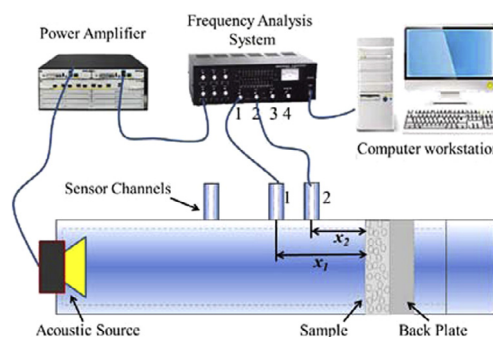 Power Amplifier
Frequency Analysis
System
1 2 3 4
Computer workstation
Sensor Channels
1
2
x2
x1
Acoustic Source
Sample
Back Plate